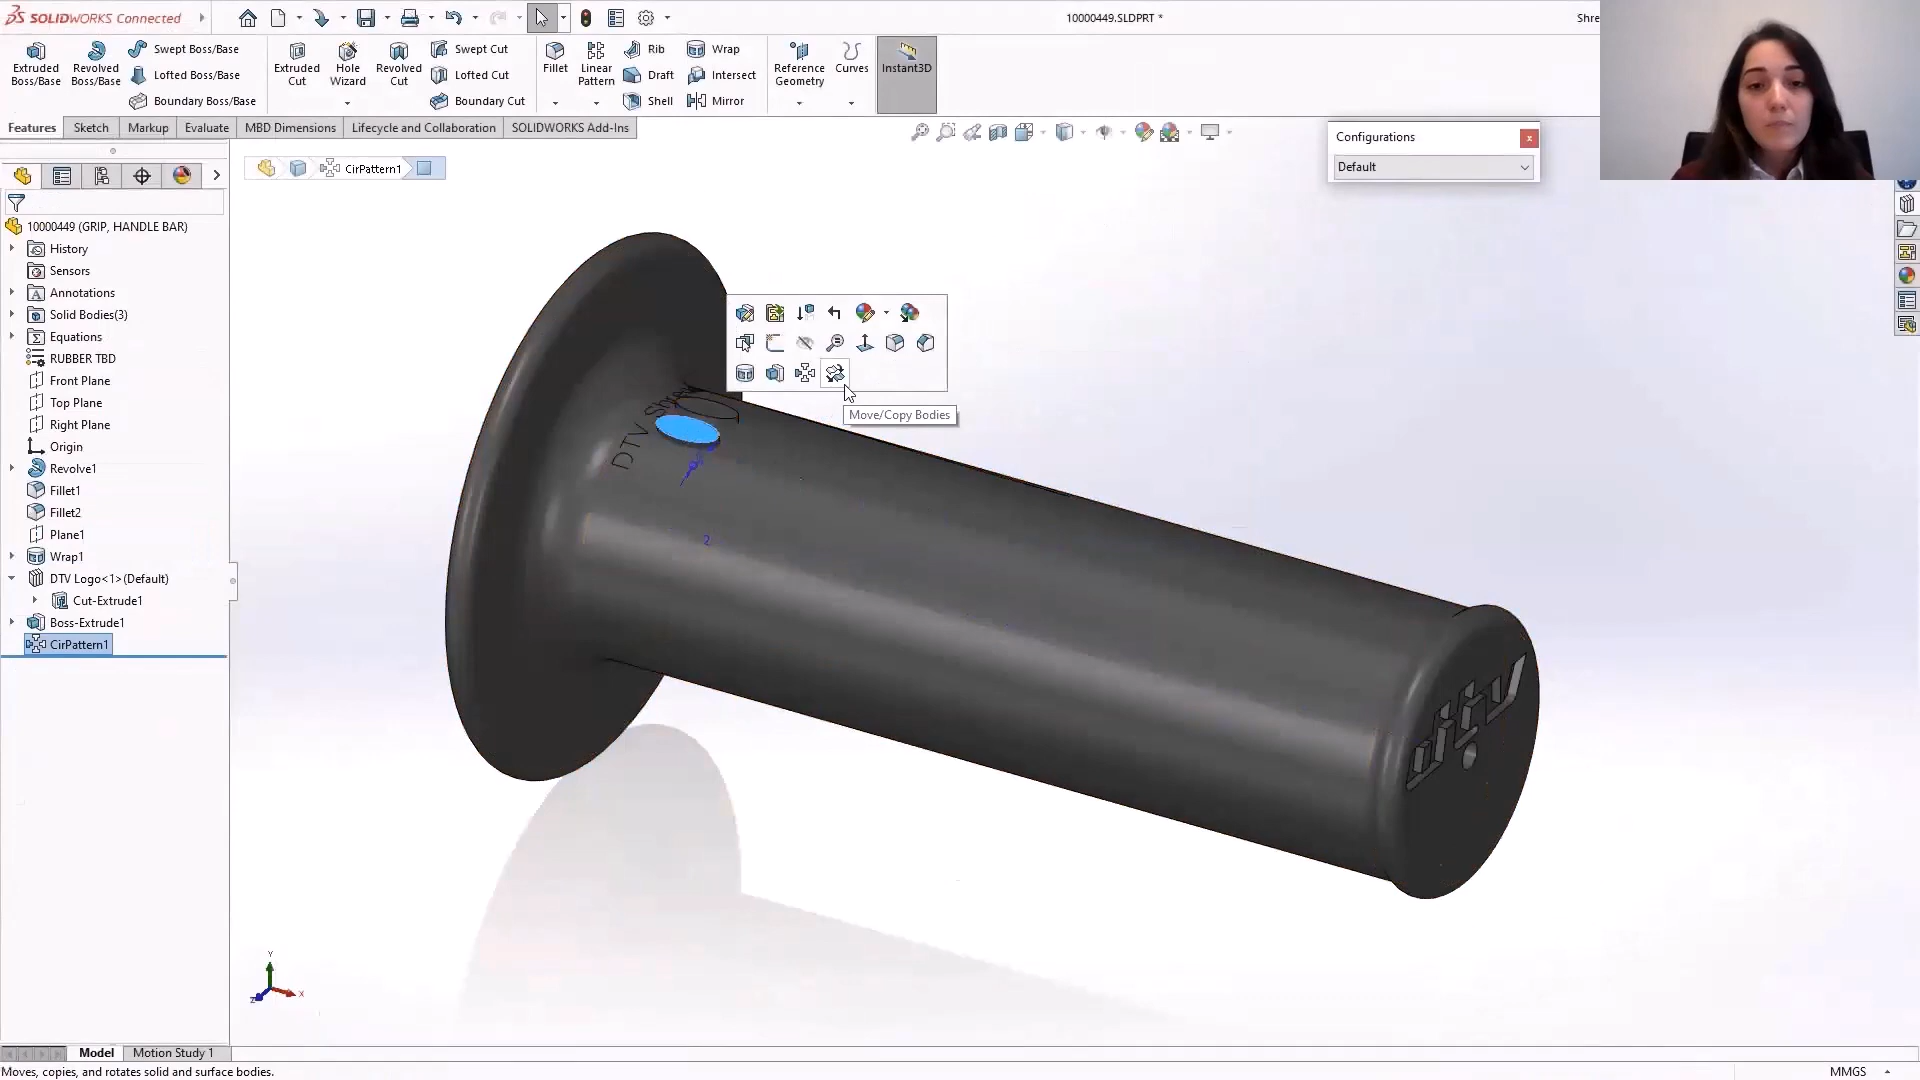 SOLIDWORKS Connected
10000449.SLDPRT *
Shre
Extruded Boss/Base
Revolved Boss/Base
Swept Boss/Base
Lofted Boss/Base
Boundary Boss/Base
Extruded Cut
Hole Wizard
Revolved Cut
Swept Cut
Lofted Cut
Boundary Cut
Fillet
Linear Pattern
Rib
Draft
Shell
Wrap
Intersect
Mirror
Reference Geometry
Curves
Instant3D
Features
Sketch
Markup
Evaluate
MBD Dimensions
Lifecycle and Collaboration
SOLIDWORKS Add-Ins
Configurations
x
Default
CirPattern1
10000449 (GRIP, HANDLE BAR)
History
Sensors
Annotations
Solid Bodies(3)
Equations
RUBBER TBD
Front Plane
Top Plane
Right Plane
Origin
Revolve1
Fillet1
Fillet2
Plane1
Wrap1
DTV Logo<1>(Default)
Cut-Extrude1
Boss-Extrude1
CirPattern1
Move/Copy Bodies
DTV
2
dtv
Y
X
Z
Model
Motion Study 1
Moves, copies, and rotates solid and surface bodies.
MMGS